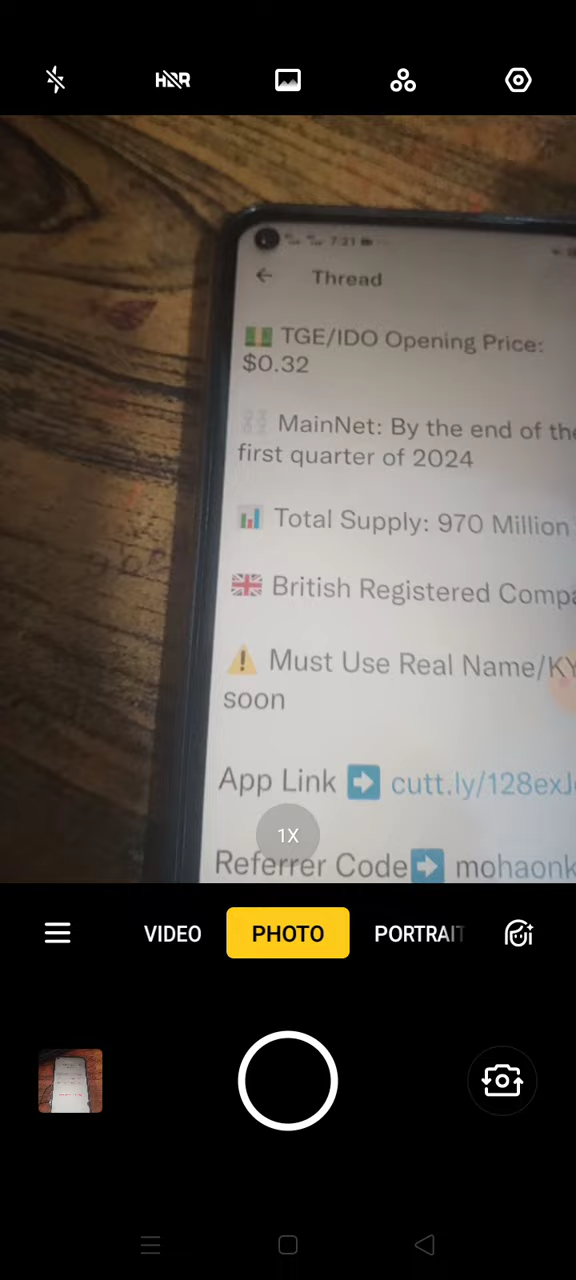 HDR
7:21
Thread
TGE/IDO Opening Price:
$0.32
MainNet: By the end of the
first quarter of 2024
Total Supply: 970 Million
British Registered Compa
Must Use Real Name/KY
soon
App Link ➡ cutt.ly/128exJ
1X
Referrer Code ➡ mohaonk
VIDEO
PHOTO
PORTRAIT